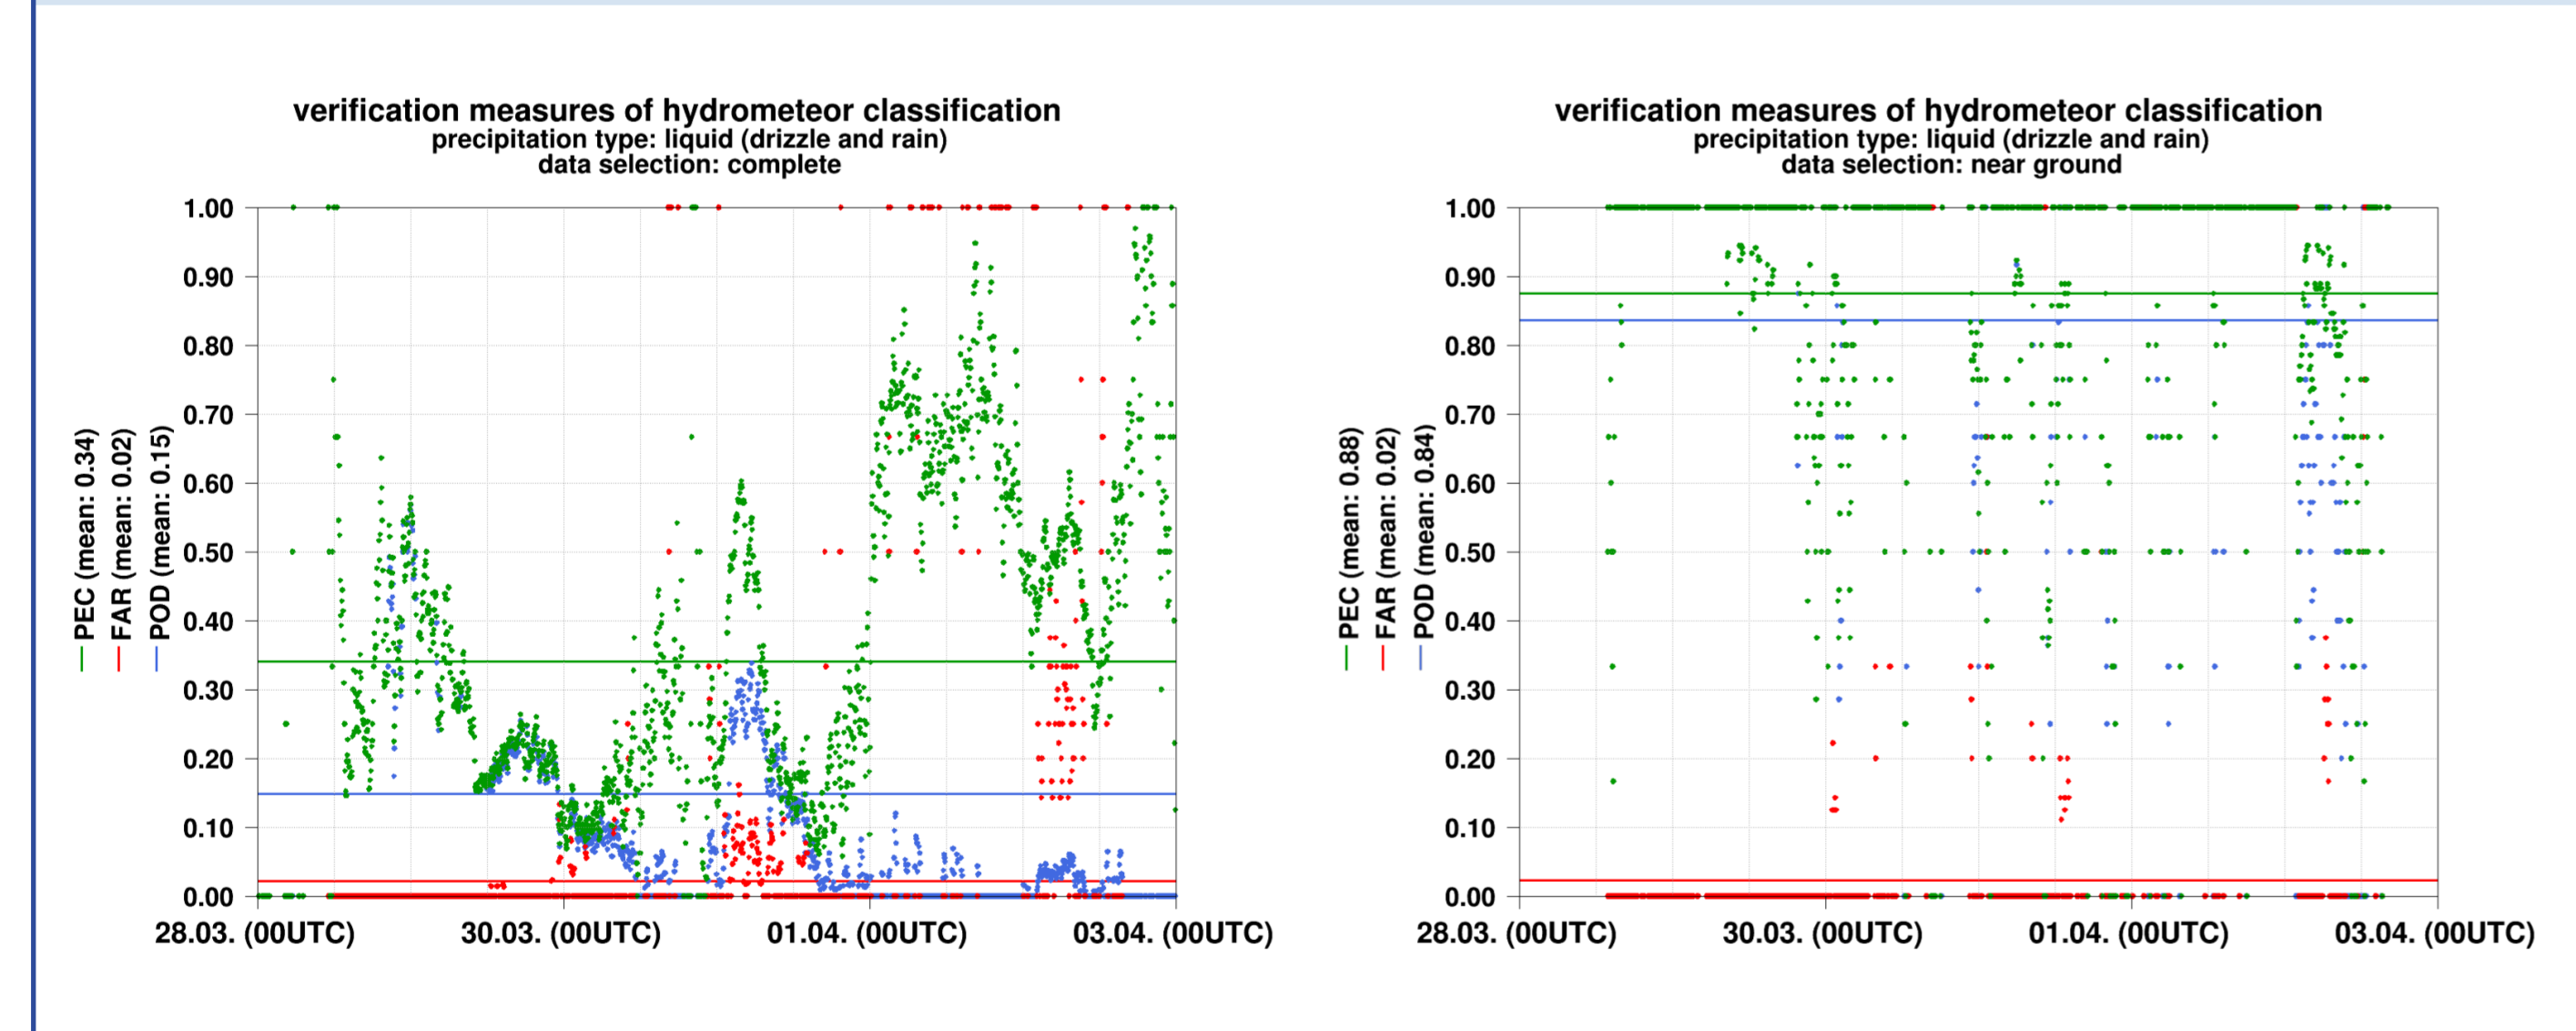 verification measures of hydrometeor classification
precipitation type: liquid (drizzle and rain)
data selection: complete
PEC (mean: 0.34)
FAR (mean: 0.02)
POD (mean: 0.15)
1.00
0.90
0.80
0.70
0.60
0.50
0.40
0.30
0.20
0.10
0.00
28.03. (00UTC) 30.03. (00UTC) 01.04. (00UTC) 03.04. (00UTC)
verification measures of hydrometeor classification
precipitation type: liquid (drizzle and rain)
data selection: near ground
PEC (mean: 0.88)
FAR (mean: 0.02)
POD (mean: 0.84)
1.00
0.90
0.80
0.70
0.60
0.50
0.40
0.30
0.20
0.10
0.00
28.03. (00UTC) 30.03. (00UTC) 01.04. (00UTC) 03.04. (00UTC)